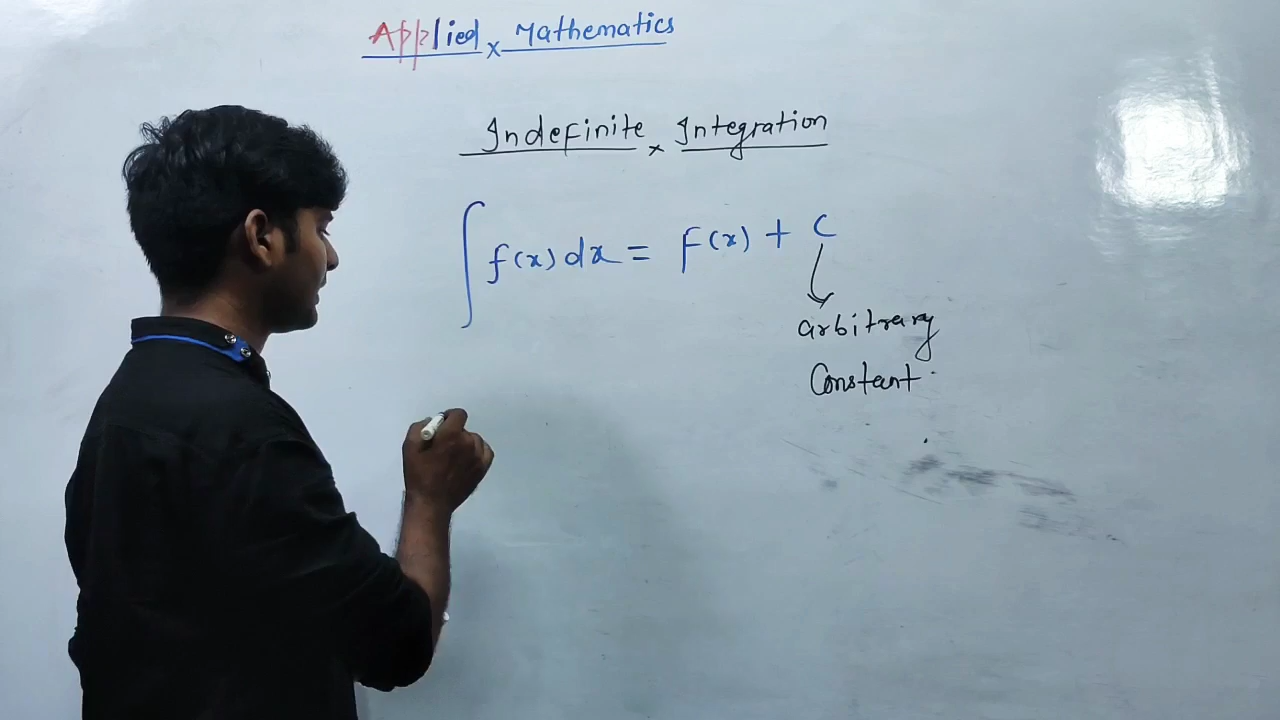 Applied x Mathematics
Indefinite x Integration
∫ f(x) dx = F(x) + C
arbitrary
Constant.